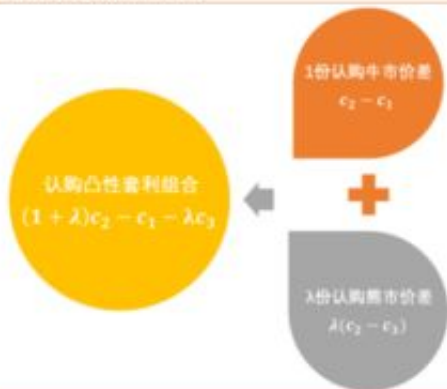 1份认购牛市价差
c₂ − c₁
认购凸性套利组合
(1 + λ)c₂ − c₁ − λc₃
λ份认购熊市价差
λ(c₂ − c₃)